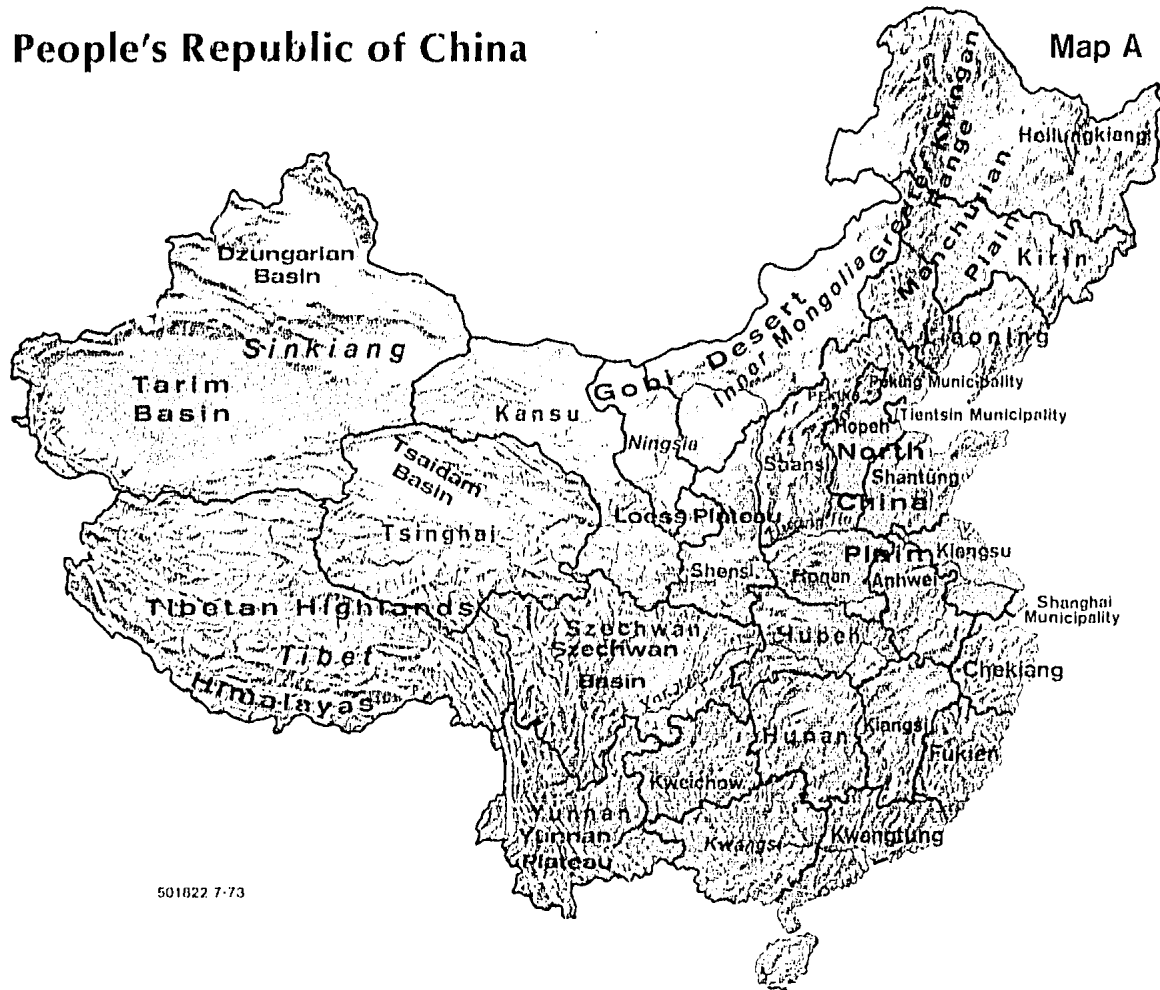 People's Republic of China
Map A
Greater Khingan
Range
Heilungkiang
Manchurian
Plain
Kirin
Dzungarian
Basin
Liaoning
Sinkiang
Gobi Desert
Inner Mongolia
Tarim
Basin
Kansu
Peking Municipality
Peking
Tientsin Municipality
Hopeh
Ningsia
North
China
Plain
Tsaidam
Basin
Shansi
Shantung
Loess Plateau
Tsinghai
Kiangsu
Shensi
Honan
Anhwei
Tibetan Highlands
Shanghai
Municipality
Szechwan
Szechwan
Basin
Hupeh
Tibet
Chekiang
Himalayas
Hunan
Kiangsi
Fukien
Kweichow
Yunnan
Yunnan
Plateau
Kwangsi
Kwangtung
501822 7-73